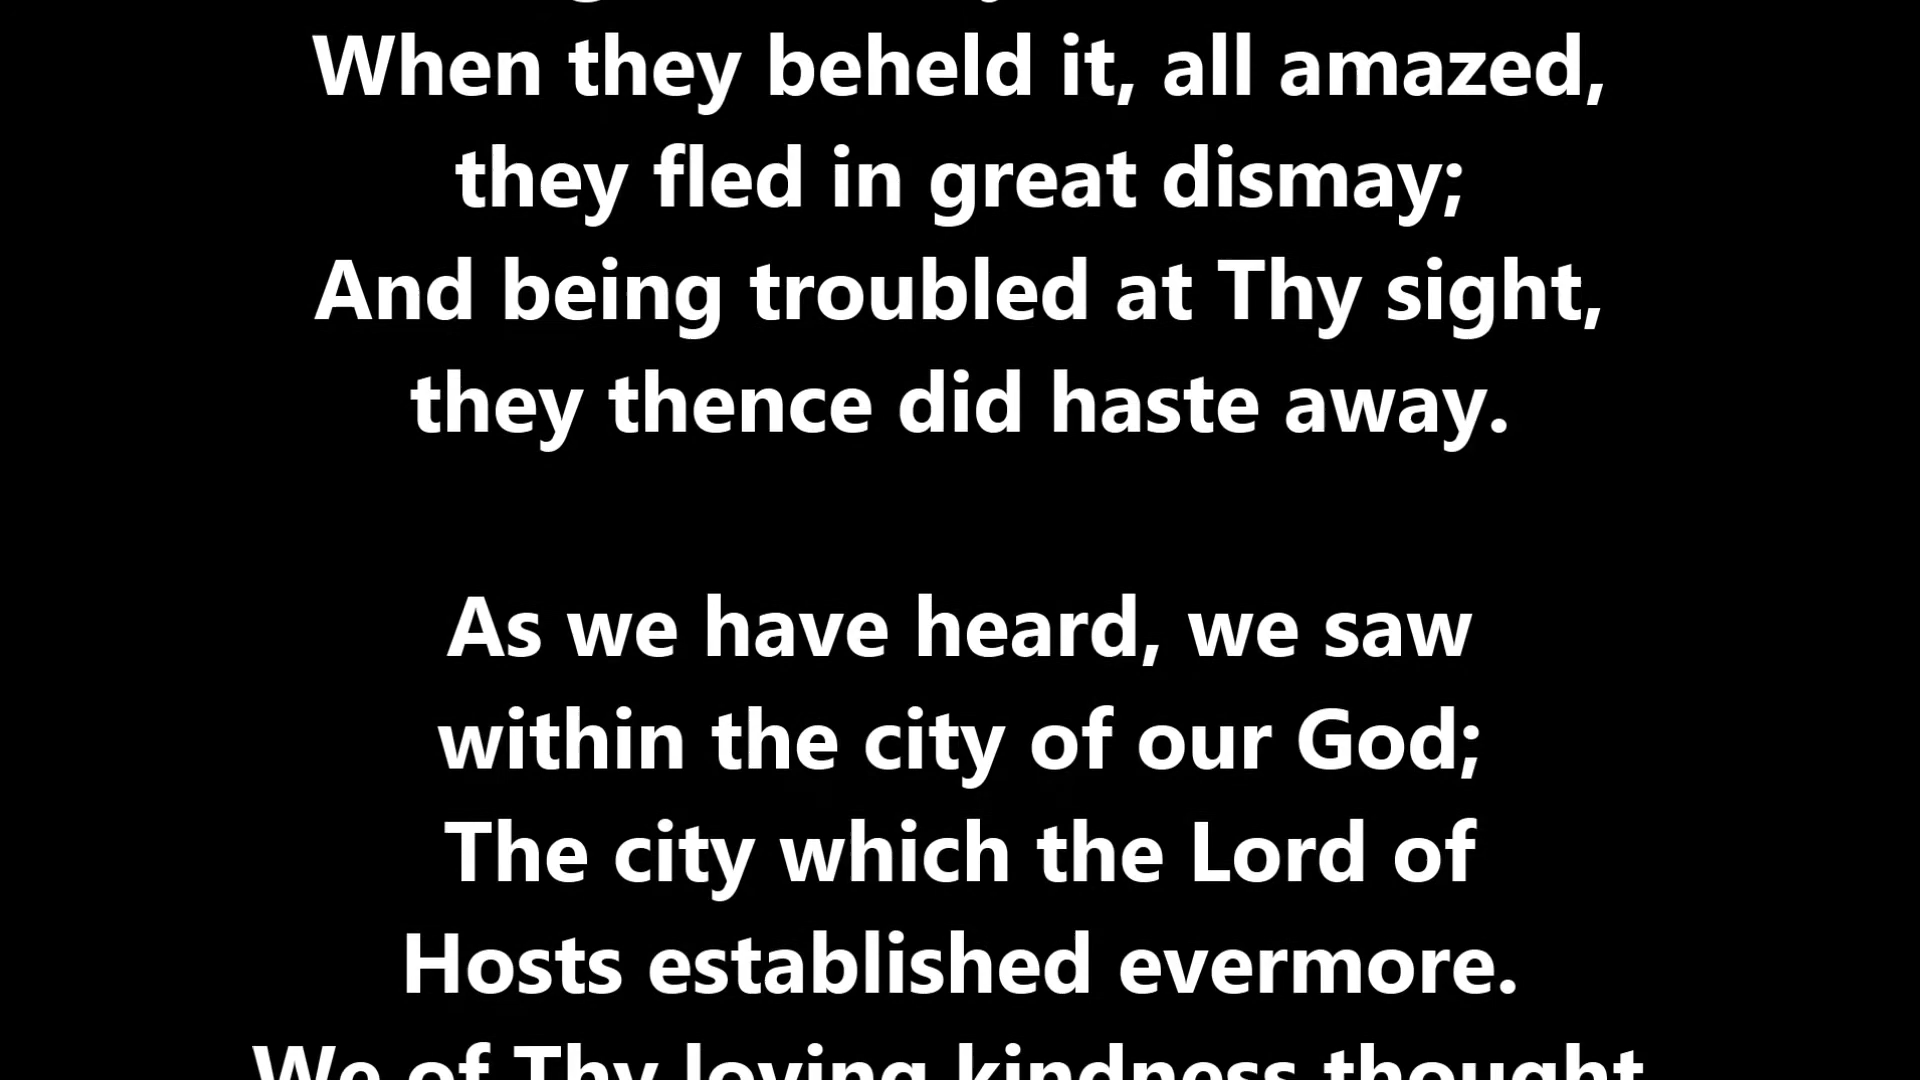 When they beheld it, all amazed,
they fled in great dismay;
And being troubled at Thy sight,
they thence did haste away.
As we have heard, we saw
within the city of our God;
The city which the Lord of
Hosts established evermore.
We of Thy loving kindness thought